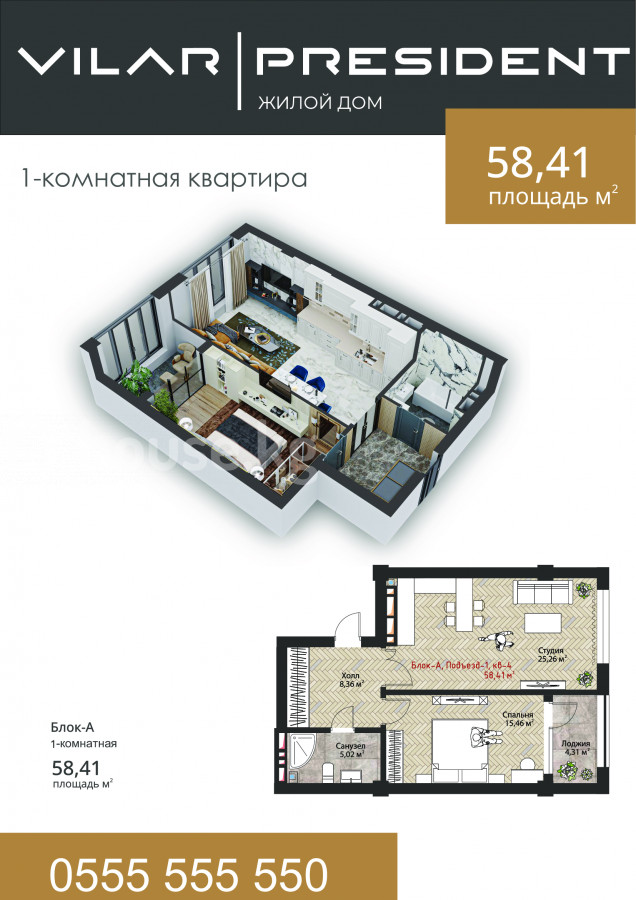 VILAR PRESIDENT
ЖИЛОЙ ДОМ
58,41
площадь м²
1-комнатная квартира
house.kg
Студия
25,26 м²
Блок-А, Подъезд-1, кв-4
58,41 м²
Холл
8,36 м²
Спальня
15,46 м²
Санузел
5,02 м²
Лоджия
4,31 м²
Блок-А
1-комнатная
58,41
площадь м²
0555 555 550